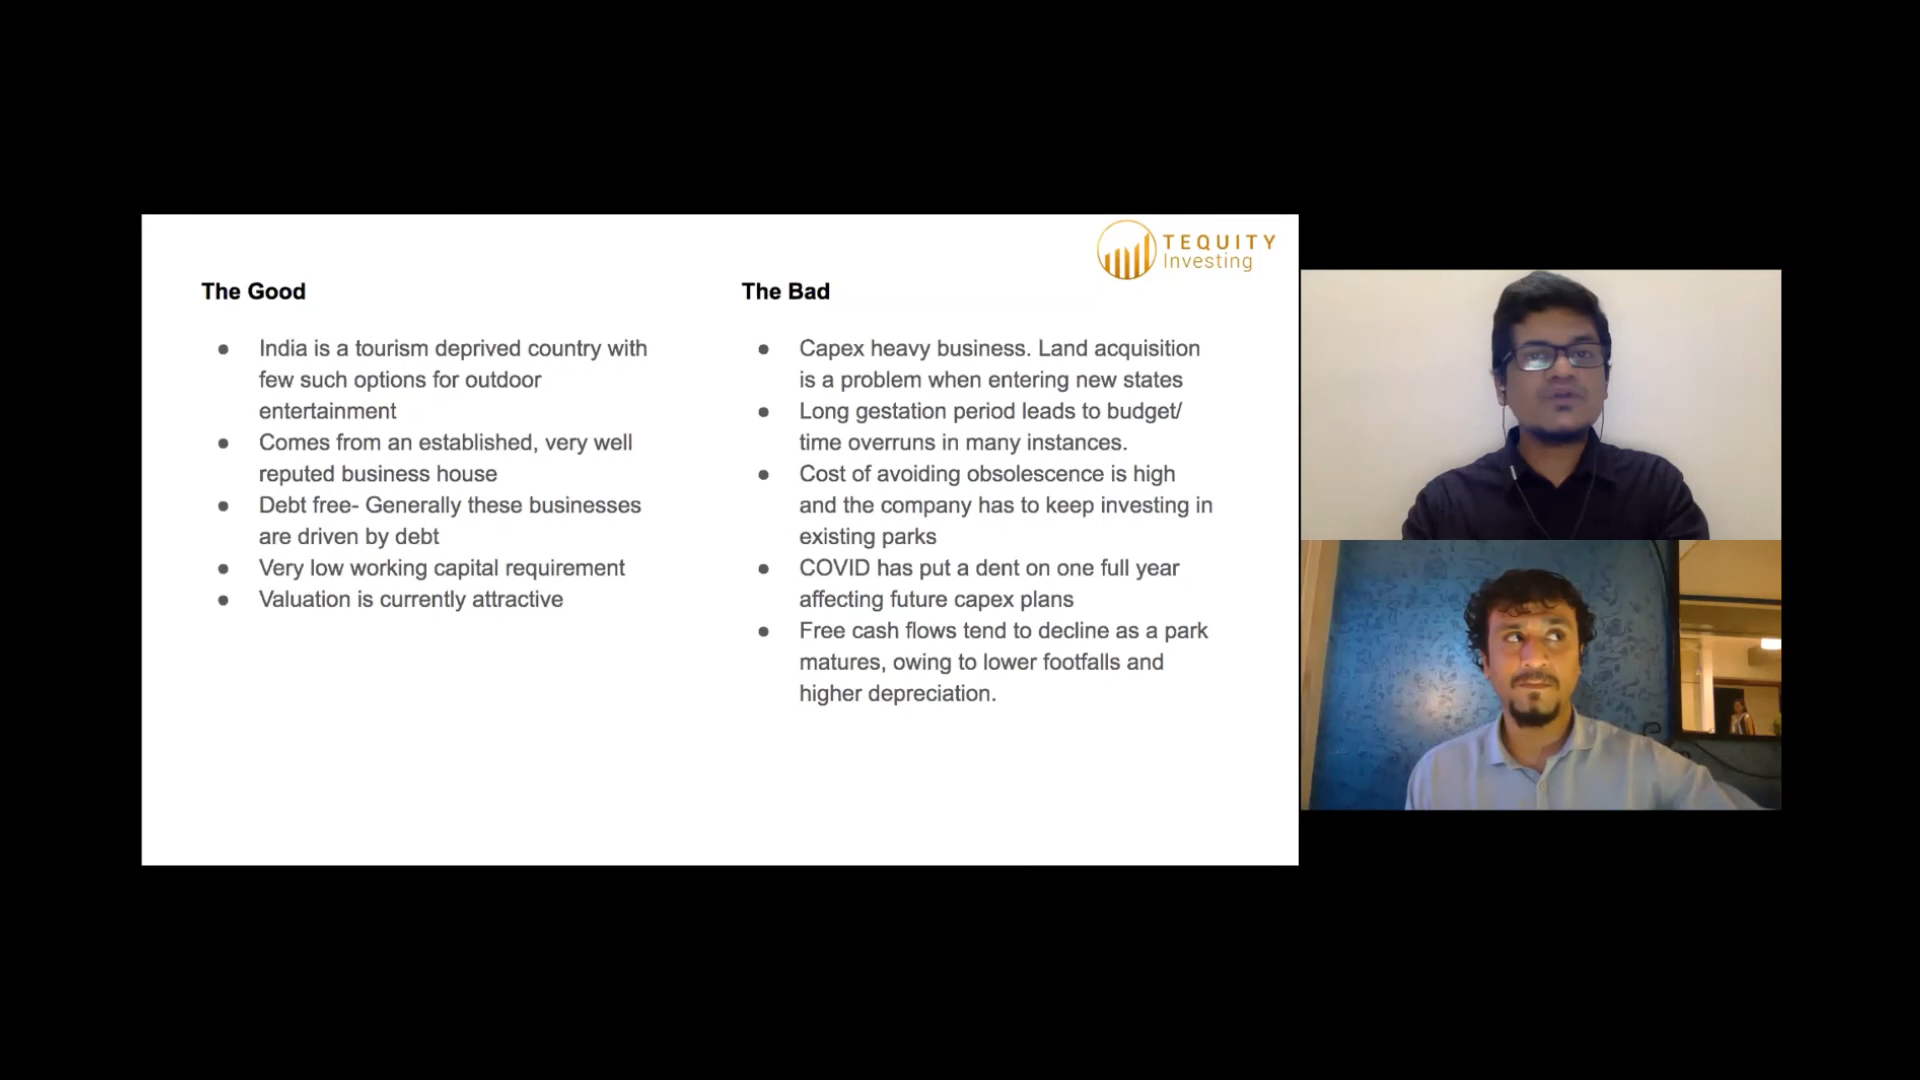 TEQUITY
Investing
The Good
● India is a tourism deprived country with
few such options for outdoor
entertainment
● Comes from an established, very well
reputed business house
● Debt free- Generally these businesses
are driven by debt
● Very low working capital requirement
● Valuation is currently attractive
The Bad
● Capex heavy business. Land acquisition
is a problem when entering new states
● Long gestation period leads to budget/
time overruns in many instances.
● Cost of avoiding obsolescence is high
and the company has to keep investing in
existing parks
● COVID has put a dent on one full year
affecting future capex plans
● Free cash flows tend to decline as a park
matures, owing to lower footfalls and
higher depreciation.